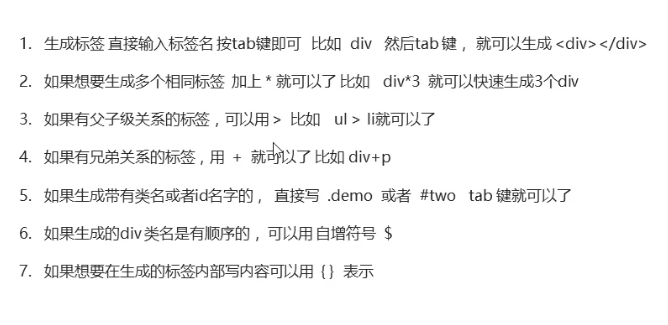 1. 生成标签 直接输入标签名 按tab键即可 比如 div 然后tab 键， 就可以生成 <div></div>
2. 如果想要生成多个相同标签 加上 * 就可以了 比如 div*3 就可以快速生成3个div
3. 如果有父子级关系的标签，可以用 > 比如 ul > li就可以了
4. 如果有兄弟关系的标签，用 + 就可以了 比如 div+p
5. 如果生成带有类名或者id名字的， 直接写 .demo 或者 #two tab 键就可以了
6. 如果生成的div 类名是有顺序的， 可以用 自增符号 $
7. 如果想要在生成的标签内部写内容可以用 { } 表示